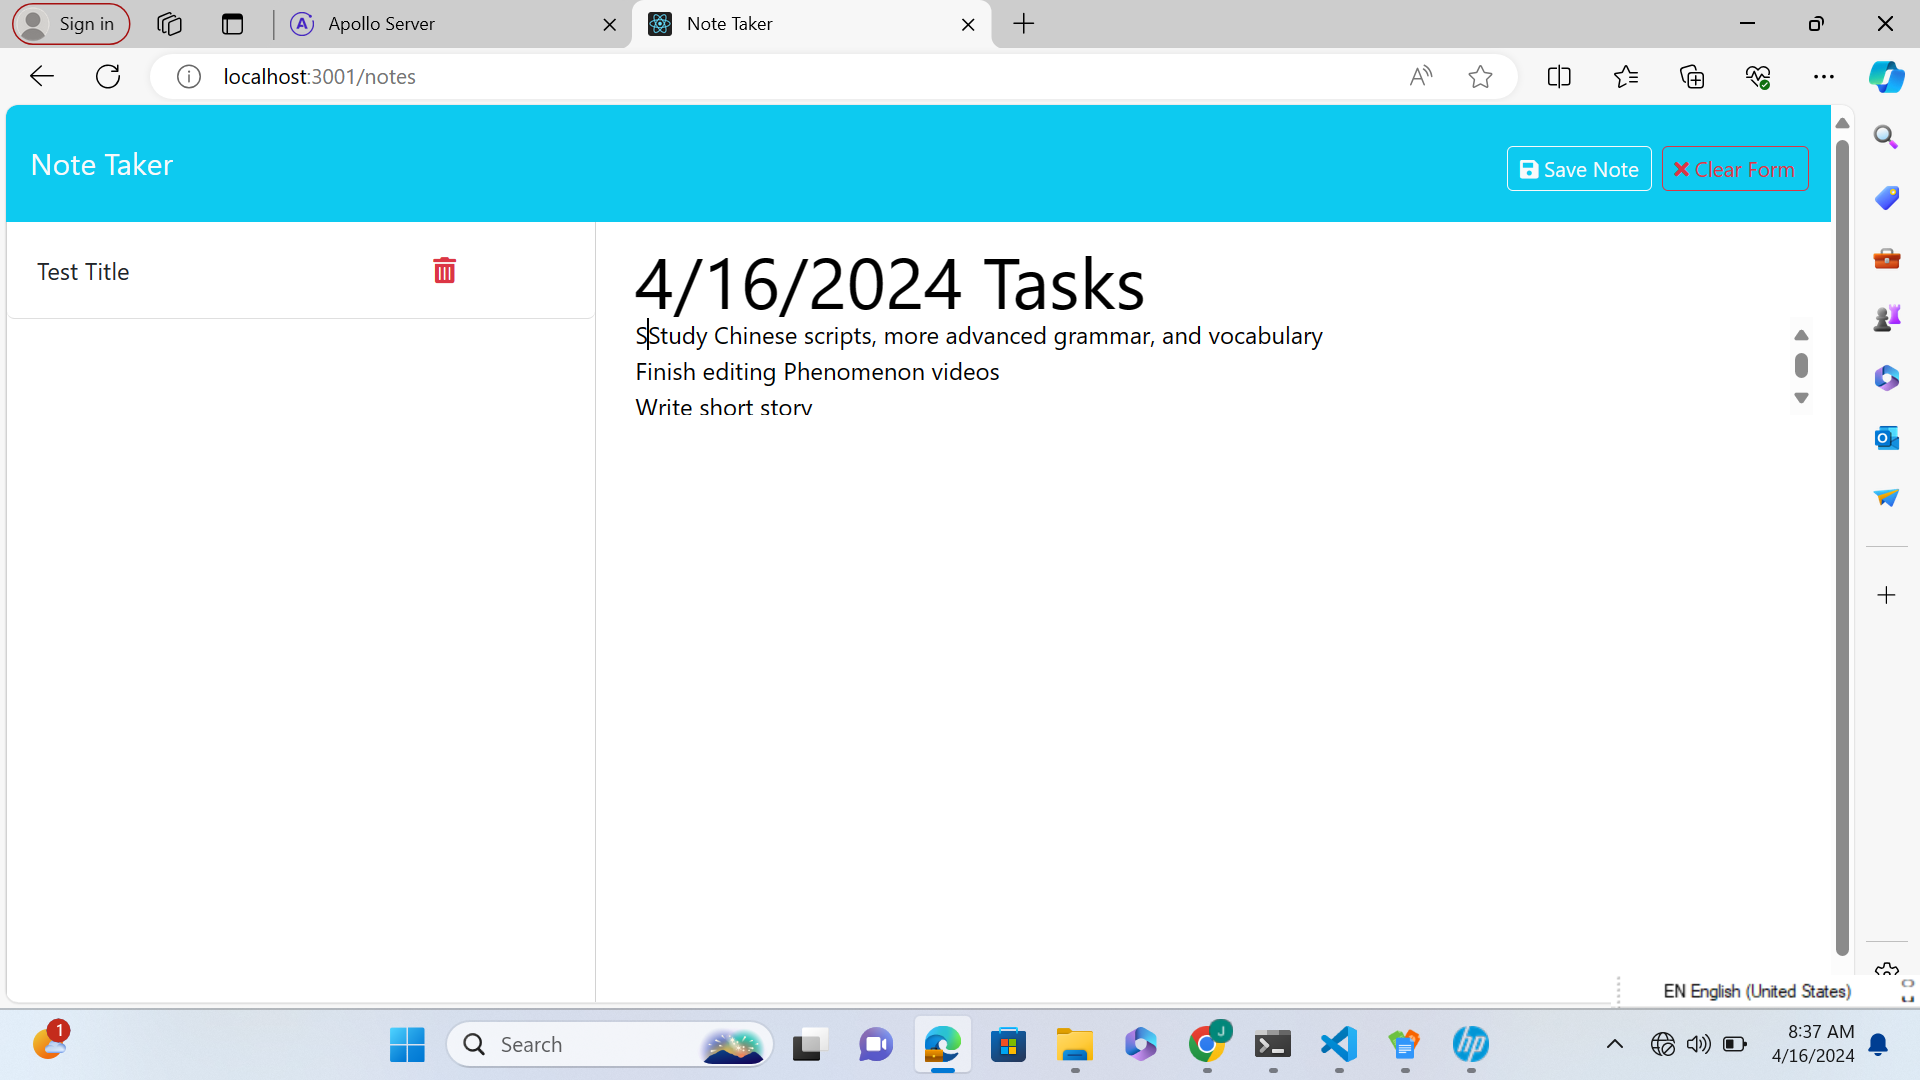 Sign in
Apollo Server
Note Taker
localhost:3001/notes
Note Taker
Save Note
Clear Form
Test Title
4/16/2024 Tasks
SStudy Chinese scripts, more advanced grammar, and vocabulary
Finish editing Phenomenon videos
Write short story
EN English (United States)
1
Search
J
hp
8:37 AM
4/16/2024